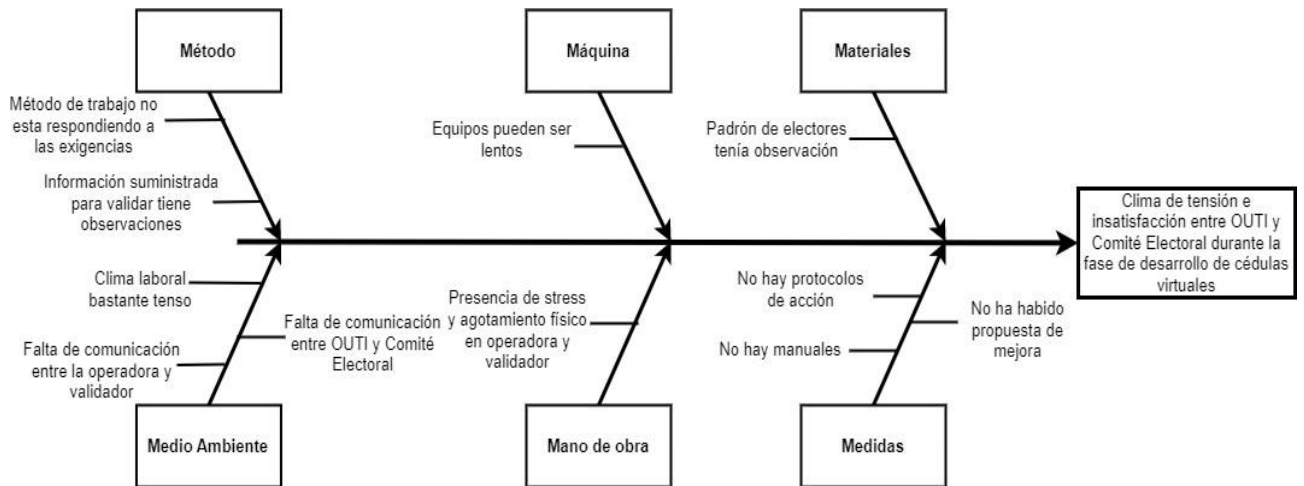 Método
Máquina
Materiales
Método de trabajo no
esta respondiendo a
las exigencias
Información suministrada
para validar tiene
observaciones
Equipos pueden ser
lentos
Padrón de electores
tenía observación
Clima de tensión e
insatisfacción entre OUTI y
Comité Electoral durante la
fase de desarrollo de cédulas
virtuales
Clima laboral
bastante tenso
Falta de comunicación
entre OUTI y Comité
Electoral
Falta de comunicación
entre la operadora y
validador
Presencia de stress
y agotamiento físico
en operadora y
validador
No hay protocolos
de acción
No ha habido
propuesta de
mejora
No hay manuales
Medio Ambiente
Mano de obra
Medidas